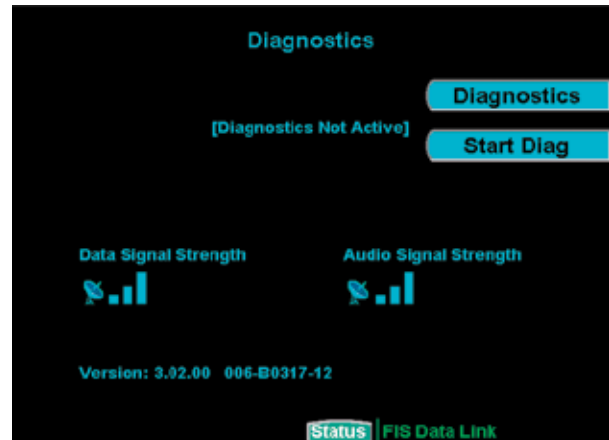 Diagnostics
Diagnostics
[Diagnostics Not Active]
Start Diag
Data Signal Strength Audio Signal Strength
Version: 3.02.00 006-B0317-12
Status FIS Data Link